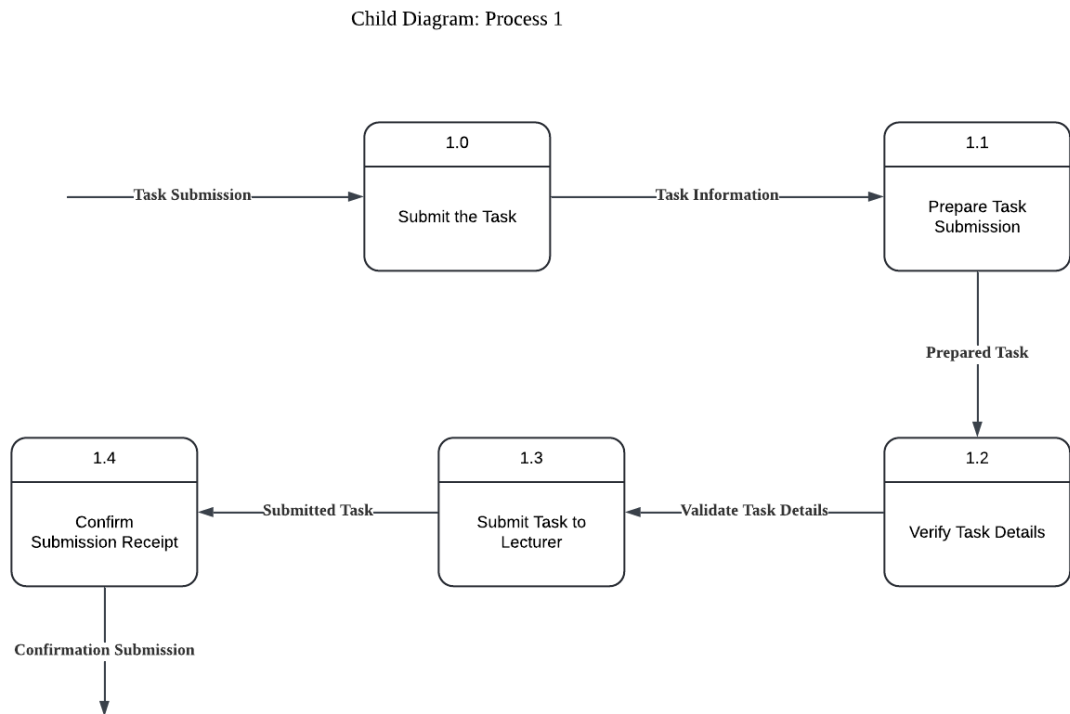 Child Diagram: Process 1
1.0
1.1
Task Submission
Task Information
Submit the Task
Prepare Task
Submission
Prepared Task
1.4
1.3
1.2
Submitted Task
Validate Task Details
Confirm
Submission Receipt
Submit Task to
Lecturer
Verify Task Details
Confirmation Submission